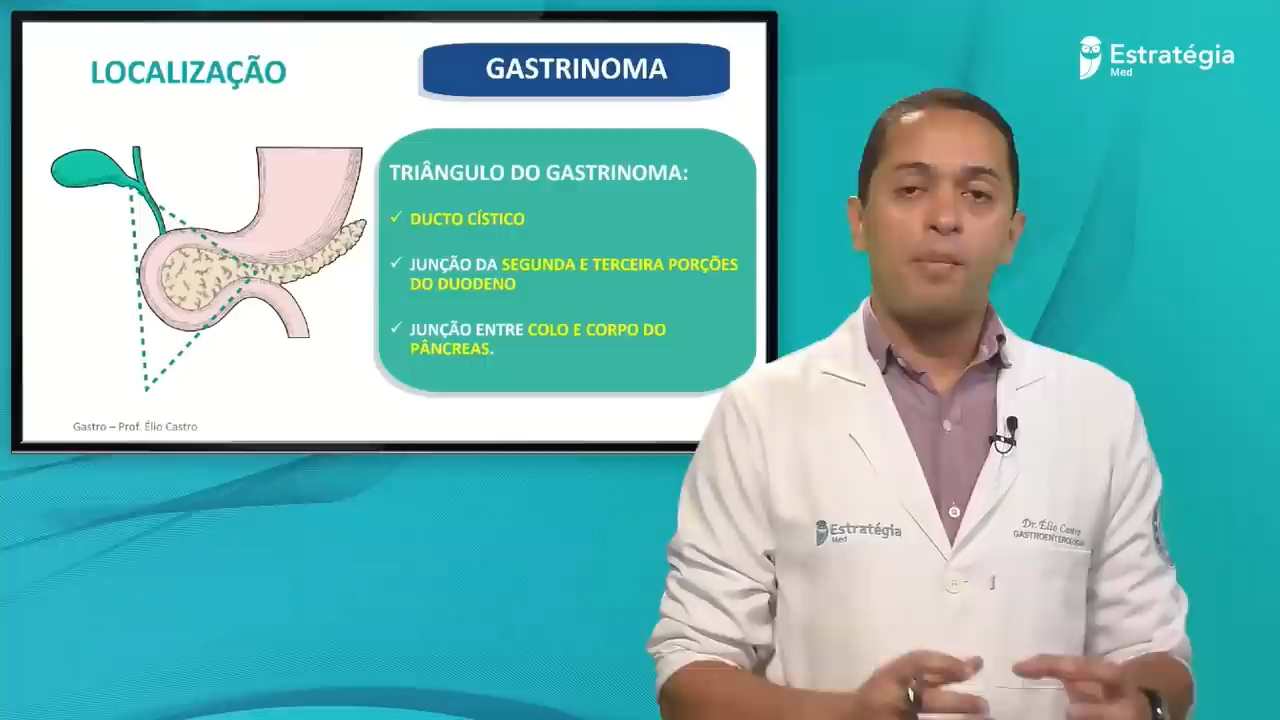 LOCALIZAÇÃO
GASTRINOMA
TRIÂNGULO DO GASTRINOMA:
✓ DUCTO CÍSTICO
✓ JUNÇÃO DA SEGUNDA E TERCEIRA PORÇÕES
DO DUODENO
✓ JUNÇÃO ENTRE COLO E CORPO DO
PÂNCREAS.
Gastro – Prof. Élio Castro
Estratégia
Med
Estratégia
Med
Dr. Élio Castro
GASTROENTEROLOGIA